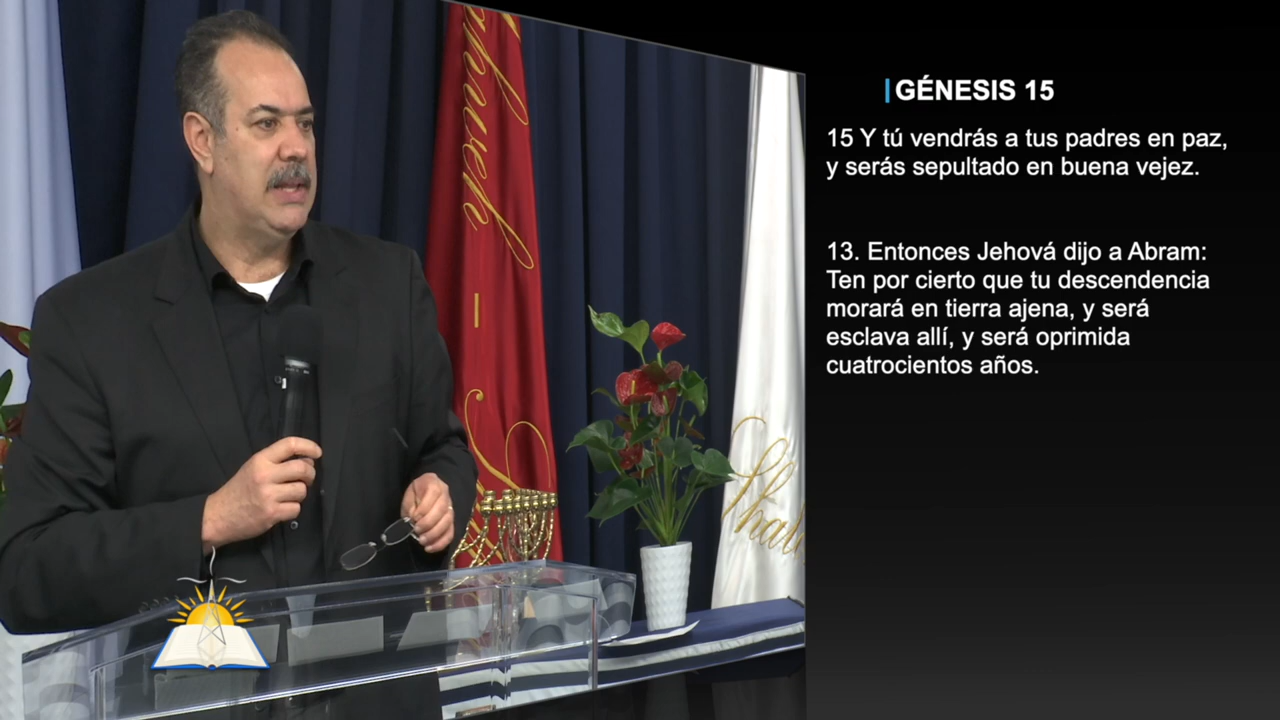 GÉNESIS 15
15 Y tú vendrás a tus padres en paz,
y serás sepultado en buena vejez.
13. Entonces Jehová dijo a Abram:
Ten por cierto que tu descendencia
morará en tierra ajena, y será
esclava allí, y será oprimida
cuatrocientos años.